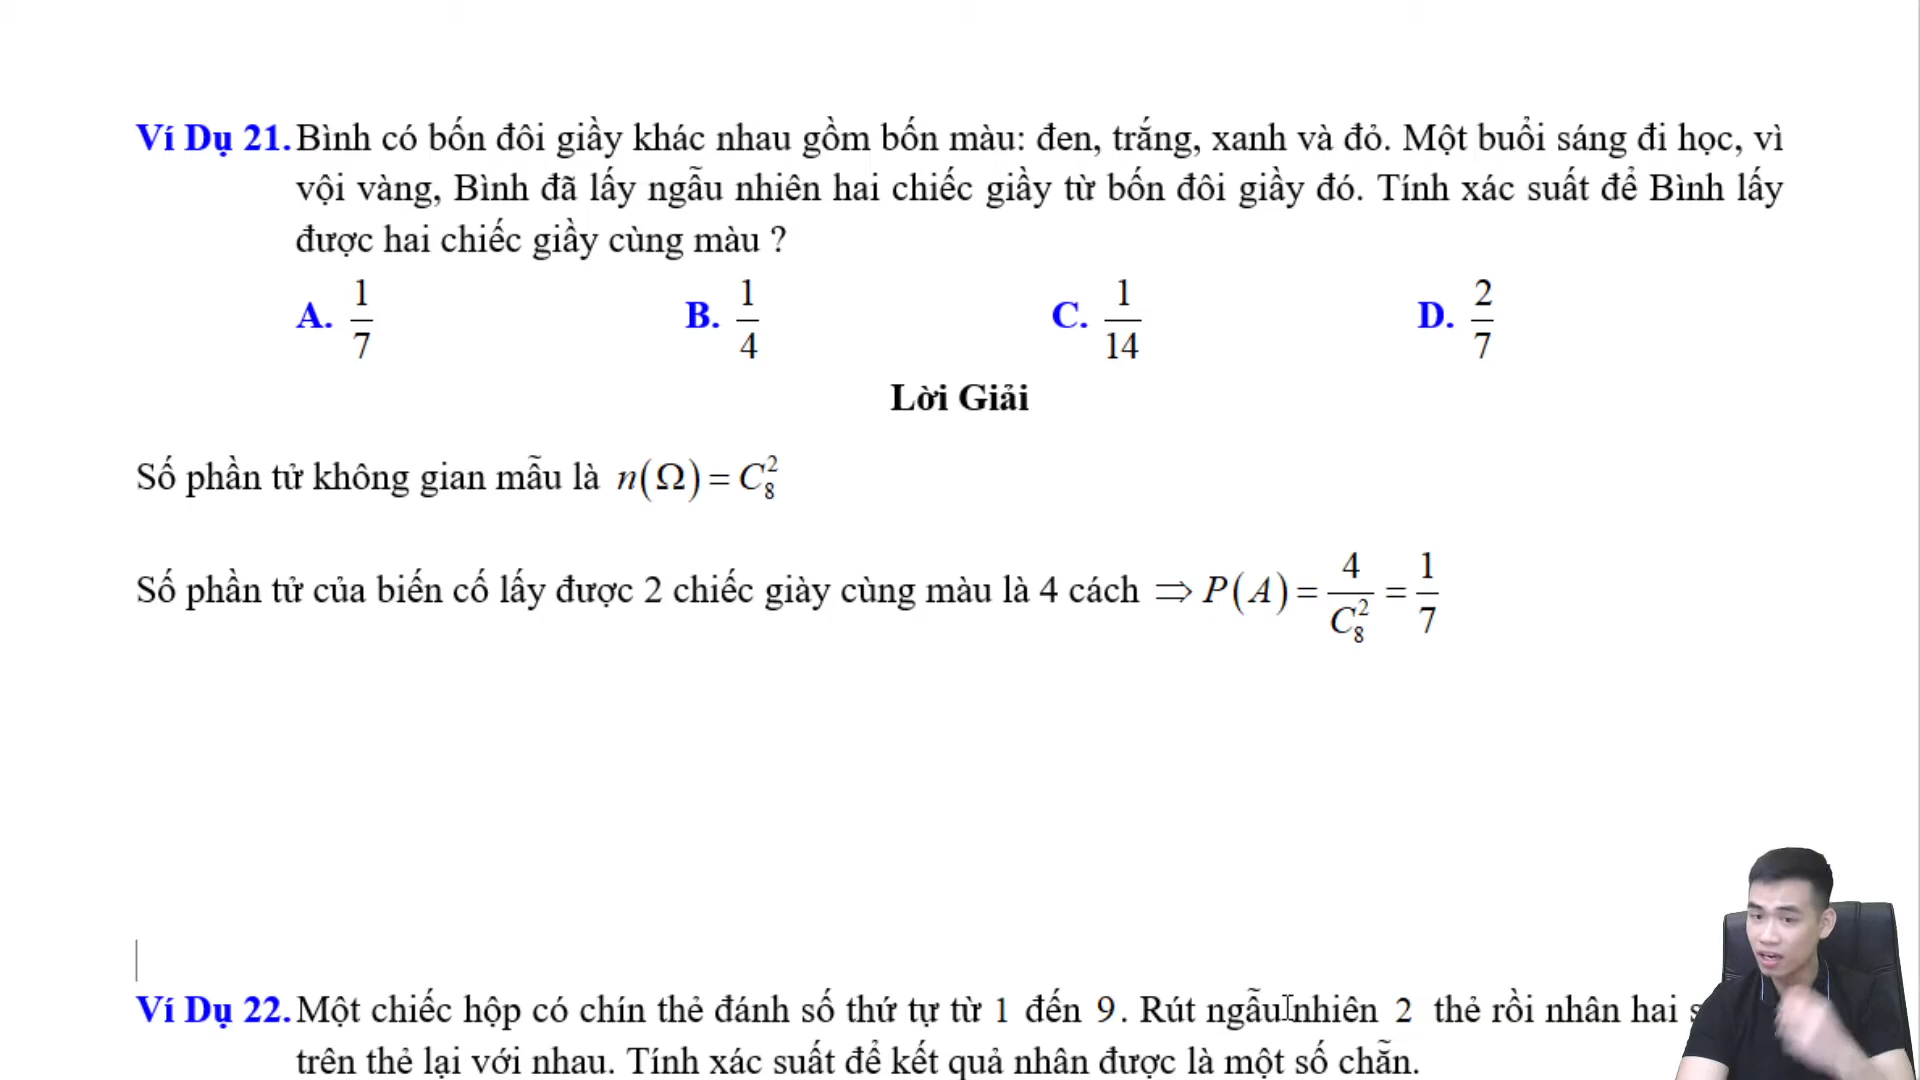 Ví Dụ 21. Bình có bốn đôi giầy khác nhau gồm bốn màu: đen, trắng, xanh và đỏ. Một buổi sáng đi học, vì
vội vàng, Bình đã lấy ngẫu nhiên hai chiếc giầy từ bốn đôi giầy đó. Tính xác suất để Bình lấy
được hai chiếc giầy cùng màu ?
A. 1/7 B. 1/4 C. 1/14 D. 2/7
Lời Giải
Số phần tử không gian mẫu là n(Ω) = C_8^2
Số phần tử của biến cố lấy được 2 chiếc giày cùng màu là 4 cách ⇒ P(A) = 4/C_8^2 = 1/7
Ví Dụ 22. Một chiếc hộp có chín thẻ đánh số thứ tự từ 1 đến 9. Rút ngẫu nhiên 2 thẻ rồi nhân hai
trên thẻ lại với nhau. Tính xác suất để kết quả nhân được là một số chẵn.